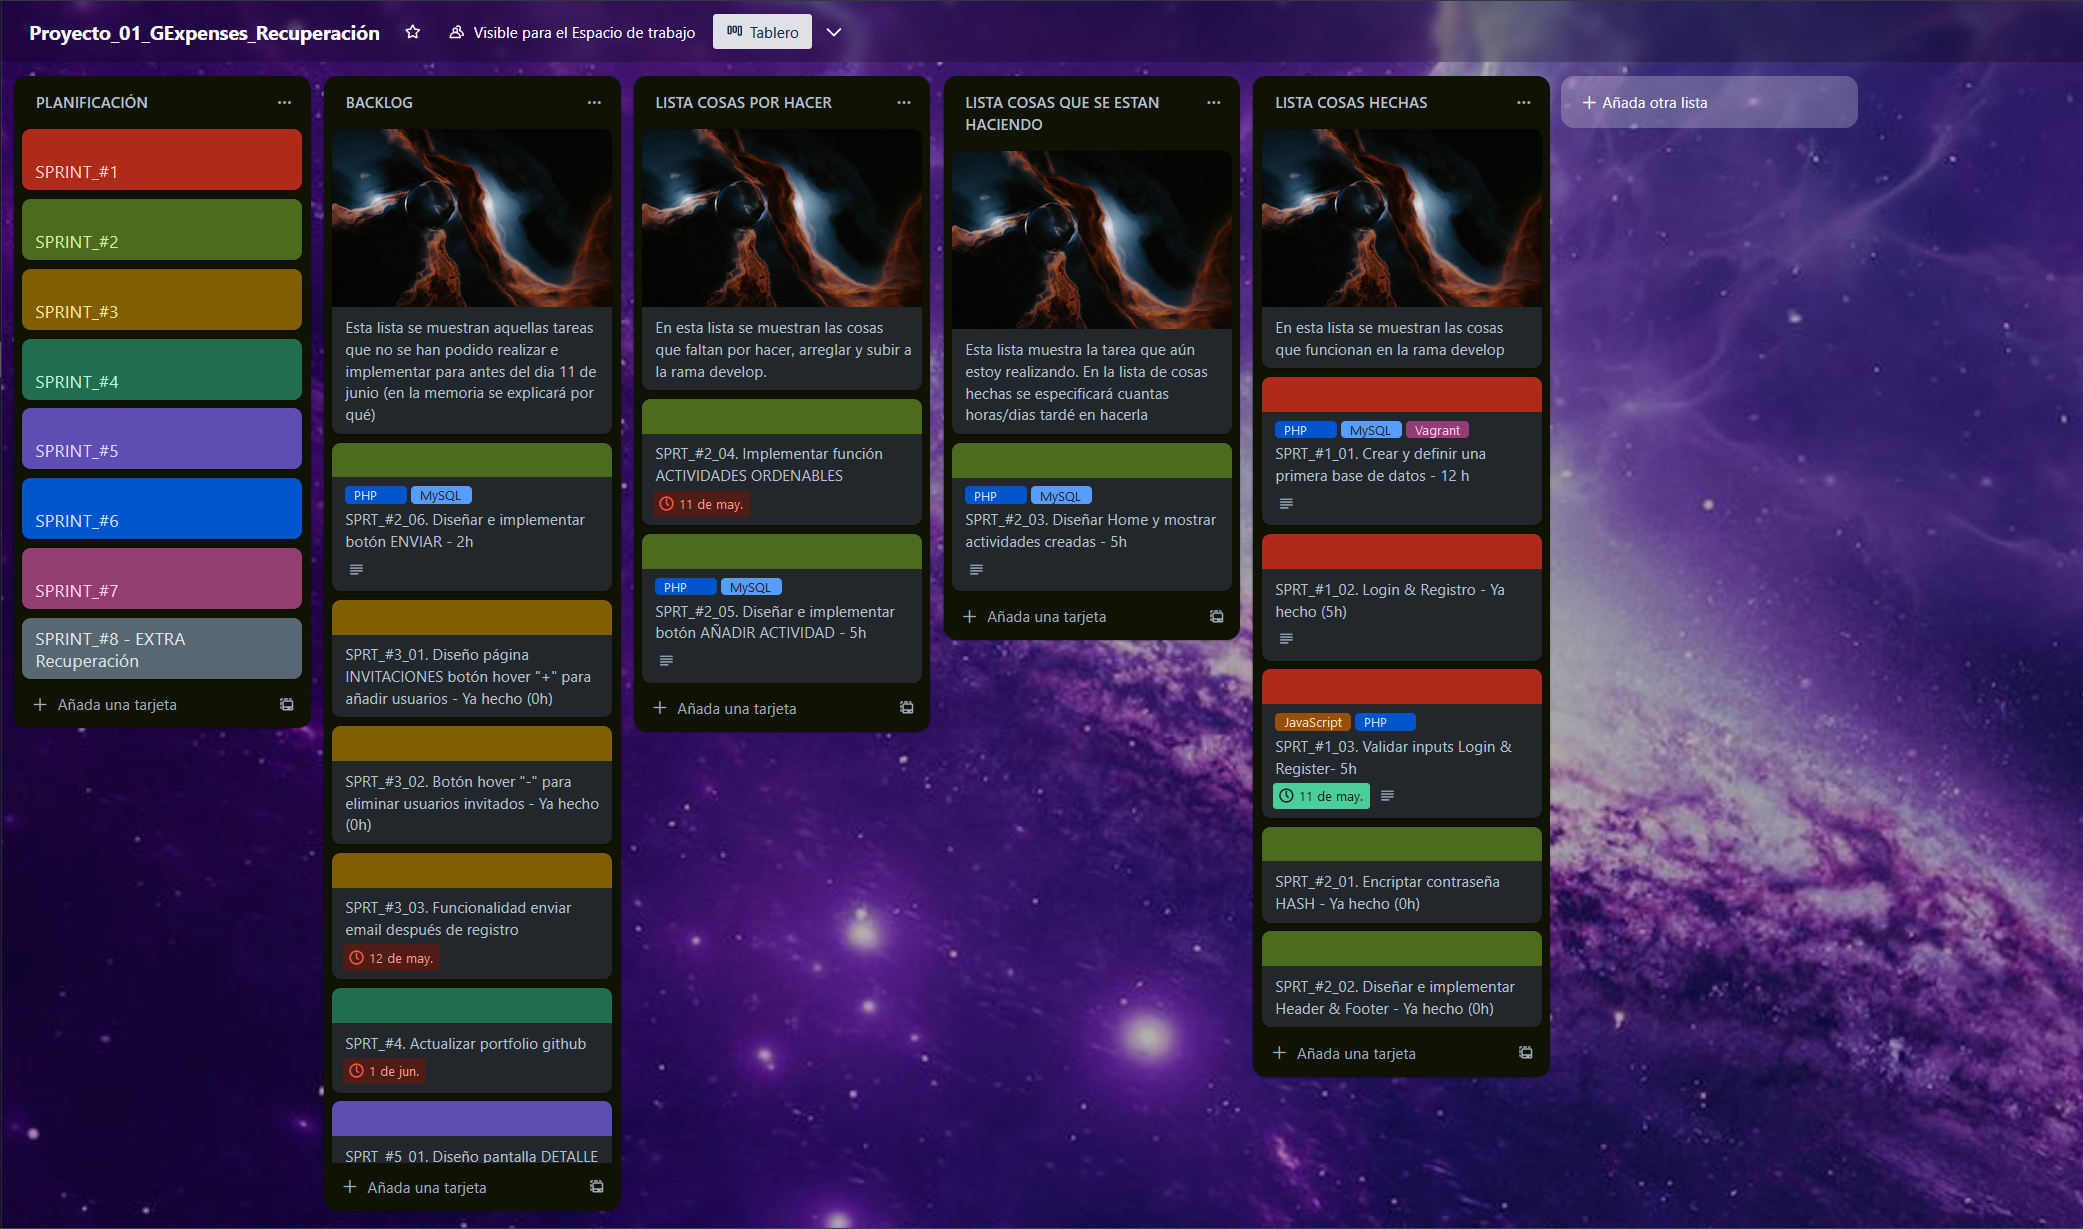 Proyecto_01_GExpenses_Recuperación
Visible para el Espacio de trabajo
Tablero
PLANIFICACIÓN
SPRINT_#1
SPRINT_#2
SPRINT_#3
SPRINT_#4
SPRINT_#5
SPRINT_#6
SPRINT_#7
SPRINT_#8 - EXTRA
Recuperación
Añada una tarjeta
BACKLOG
Esta lista se muestran aquellas tareas
que no se han podido realizar e
implementar para antes del dia 11 de
junio (en la memoria se explicará por
qué)
PHP MySQL
SPRT_#2_06. Diseñar e implementar
botón ENVIAR - 2h
SPRT_#3_01. Diseño página
INVITACIONES botón hover "+" para
añadir usuarios - Ya hecho (0h)
SPRT_#3_02. Botón hover "-" para
eliminar usuarios invitados - Ya hecho
(0h)
SPRT_#3_03. Funcionalidad enviar
email después de registro
12 de may.
SPRT_#4. Actualizar portfolio github
1 de jun.
SPRT_#5_01. Diseño pantalla DETALLE
Añada una tarjeta
LISTA COSAS POR HACER
En esta lista se muestran las cosas
que faltan por hacer, arreglar y subir a
la rama develop.
SPRT_#2_04. Implementar función
ACTIVIDADES ORDENABLES
11 de may.
PHP MySQL
SPRT_#2_05. Diseñar e implementar
botón AÑADIR ACTIVIDAD - 5h
Añada una tarjeta
LISTA COSAS QUE SE ESTAN
HACIENDO
Esta lista muestra la tarea que aún
estoy realizando. En la lista de cosas
hechas se especificará cuantas
horas/dias tardé en hacerla
PHP MySQL
SPRT_#2_03. Diseñar Home y mostrar
actividades creadas - 5h
Añada una tarjeta
LISTA COSAS HECHAS
En esta lista se muestran las cosas
que funcionan en la rama develop
PHP MySQL Vagrant
SPRT_#1_01. Crear y definir una
primera base de datos - 12 h
SPRT_#1_02. Login & Registro - Ya
hecho (5h)
JavaScript PHP
SPRT_#1_03. Validar inputs Login &
Register- 5h
11 de may.
SPRT_#2_01. Encriptar contraseña
HASH - Ya hecho (0h)
SPRT_#2_02. Diseñar e implementar
Header & Footer - Ya hecho (0h)
Añada una tarjeta
Añada otra lista